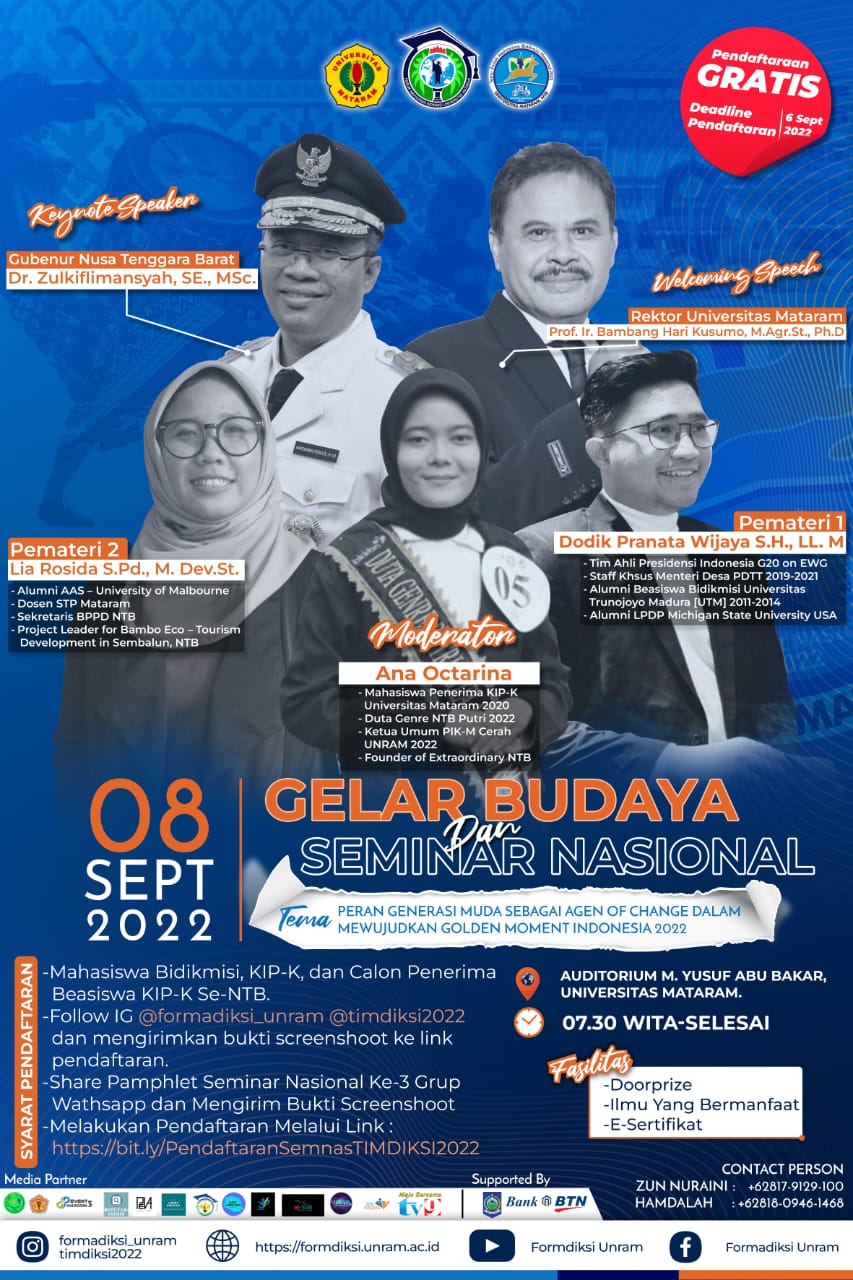 UNIVERSITAS
MATARAM
Pendaftaraan
GRATIS
Deadline
Pendaftaran
6 Sept
2022
Keynote Speaker
Gubenur Nusa Tenggara Barat
Dr. Zulkiflimansyah, SE., MSc.
Welcoming Speech
Rektor Universitas Mataram
Prof. Ir. Bambang Hari Kusumo, M.Agr.St., Ph.D
05
DUTA GENRE
Pemateri 2
Lia Rosida S.Pd., M. Dev.St.
- Alumni AAS – University of Malbourne
- Dosen STP Mataram
- Sekretaris BPPD NTB
- Project Leader for Bambo Eco – Tourism
Development in Sembalun, NTB
Pemateri 1
Dodik Pranata Wijaya S.H., LL. M
- Tim Ahli Presidensi Indonesia G20 on EWG
- Staff Khsus Menteri Desa PDTT 2019-2021
- Alumni Beasiswa Bidikmisi Universitas
Trunojoyo Madura [UTM] 2011-2014
- Alumni LPDP Michigan State University USA
Moderator
Ana Octarina
- Mahasiswa Penerima KIP-K
Universitas Mataram 2020
- Duta Genre NTB Putri 2022
- Ketua Umum PIK-M Cerah
UNRAM 2022
- Founder of Extraordinary NTB
08
SEPT
2022
GELAR BUDAYA
Dan
SEMINAR NASIONAL
Tema
PERAN GENERASI MUDA SEBAGAI AGEN OF CHANGE DALAM
MEWUJUDKAN GOLDEN MOMENT INDONESIA 2022
SYARAT PENDAFTARAN
-Mahasiswa Bidikmisi, KIP-K, dan Calon Penerima
Beasiswa KIP-K Se-NTB.
-Follow IG @formadiksi_unram @timdiksi2022
dan mengirimkan bukti screenshoot ke link
pendaftaran.
-Share Pamphlet Seminar Nasional Ke-3 Grup
Wathsapp dan Mengirim Bukti Screenshoot
-Melakukan Pendaftaran Melalui Link :
https://bit.ly/PendaftaranSemnasTIMDIKSI2022
AUDITORIUM M. YUSUF ABU BAKAR,
UNIVERSITAS MATARAM.
07.30 WITA-SELESAI
Fasilitas
-Doorprize
-Ilmu Yang Bermanfaat
-E-Sertifikat
Media Partner
Maju Bersama
Supported By
Bank BTN
CONTACT PERSON
ZUN NURAINI : +62817-9129-100
HAMDALAH : +62818-0946-1468
formadiksi_unram
timdiksi2022
https://formdiksi.unram.ac.id
Formdiksi Unram
Formadiksi Unram